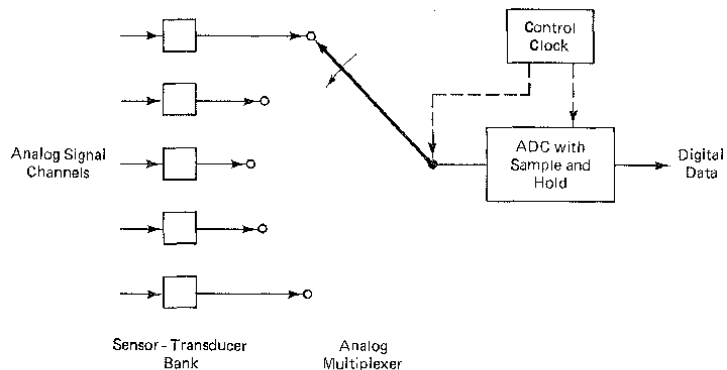 Control
Clock
Analog Signal
Channels
ADC with
Sample and
Hold
Digital
Data
Sensor - Transducer
Bank
Analog
Multiplexer